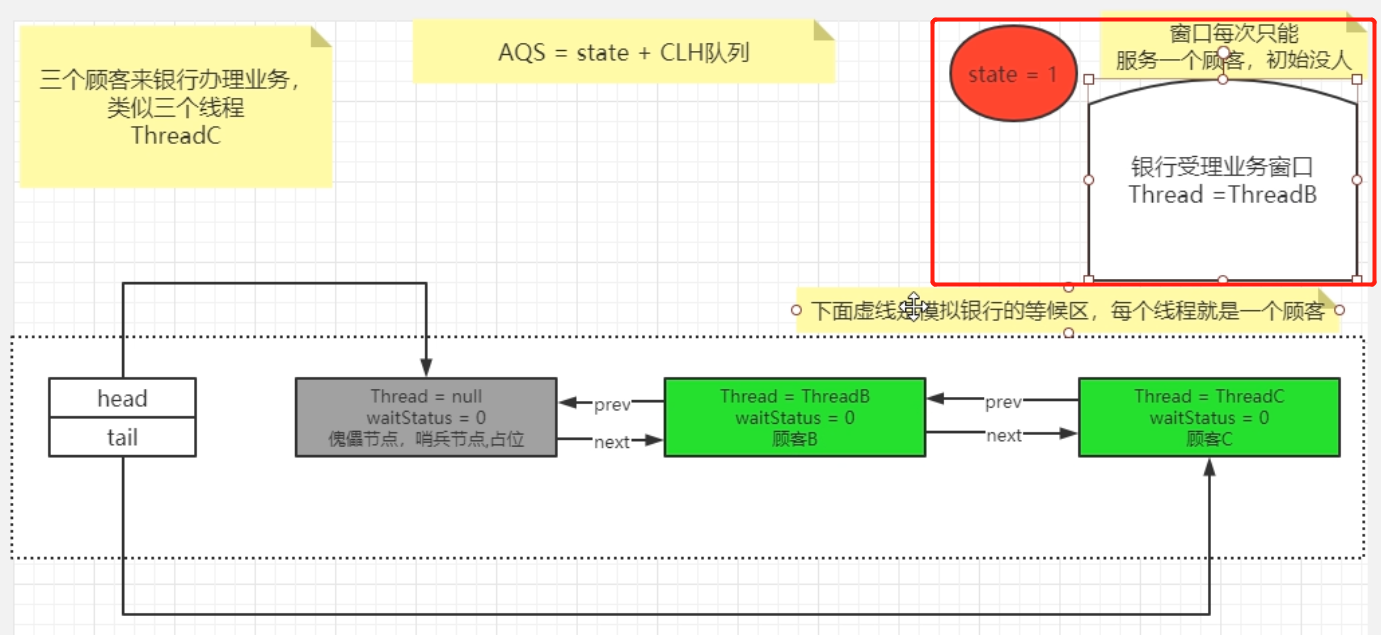 三个顾客来银行办理业务，
类似三个线程
ThreadC
AQS = state + CLH队列
state = 1
窗口每次只能
服务一个顾客，初始没人
银行受理业务窗口
Thread =ThreadB
下面虚线是模拟银行的等候区，每个线程就是一个顾客
head
tail
Thread = null
waitStatus = 0
傀儡节点，哨兵节点,占位
prev
next
Thread = ThreadB
waitStatus = 0
顾客B
prev
next
Thread = ThreadC
waitStatus = 0
顾客C